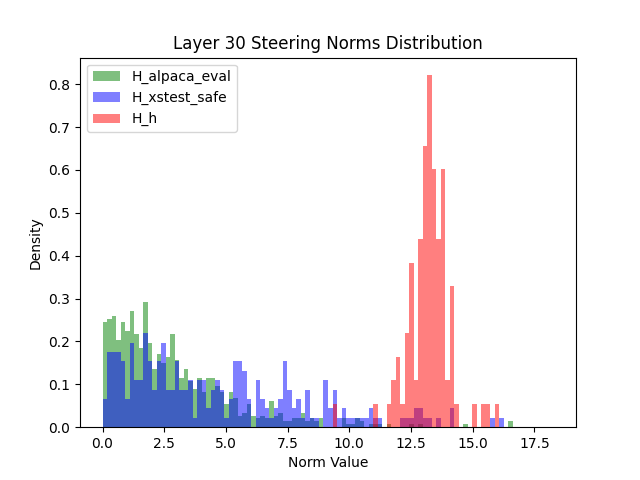 Layer 30 Steering Norms Distribution
H_alpaca_eval
H_xstest_safe
H_h
Density
0.8
0.7
0.6
0.5
0.4
0.3
0.2
0.1
0.0
0.0 2.5 5.0 7.5 10.0 12.5 15.0 17.5
Norm Value